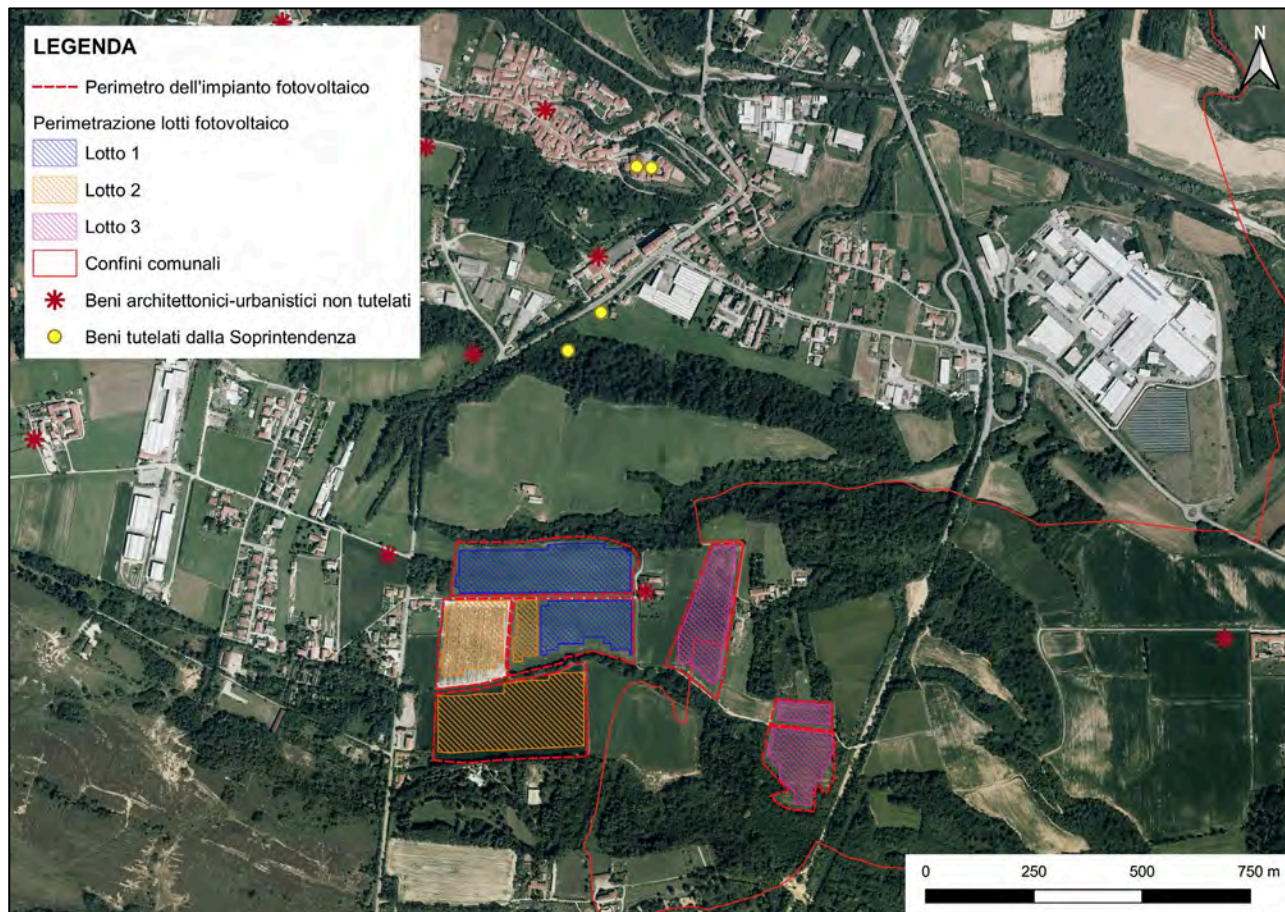 LEGENDA
Perimetro dell'impianto fotovoltaico
Perimetrazione lotti fotovoltaico
Lotto 1
Lotto 2
Lotto 3
Confini comunali
Beni architettonici-urbanistici non tutelati
Beni tutelati dalla Soprintendenza
N
0 250 500 750 m